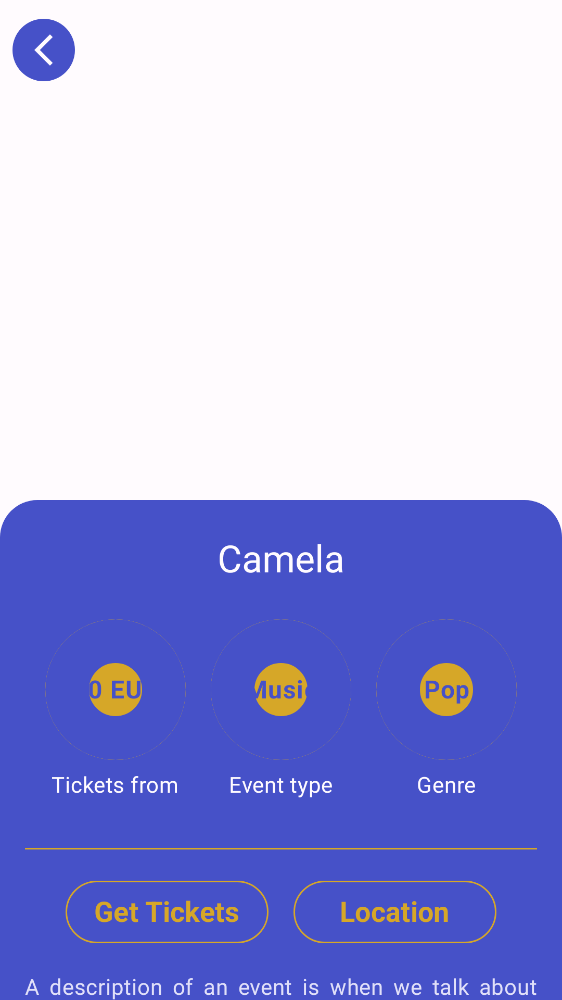 Camela
0 EU
Music
Pop
Tickets from
Event type
Genre
Get Tickets
Location
A description of an event is when we talk about